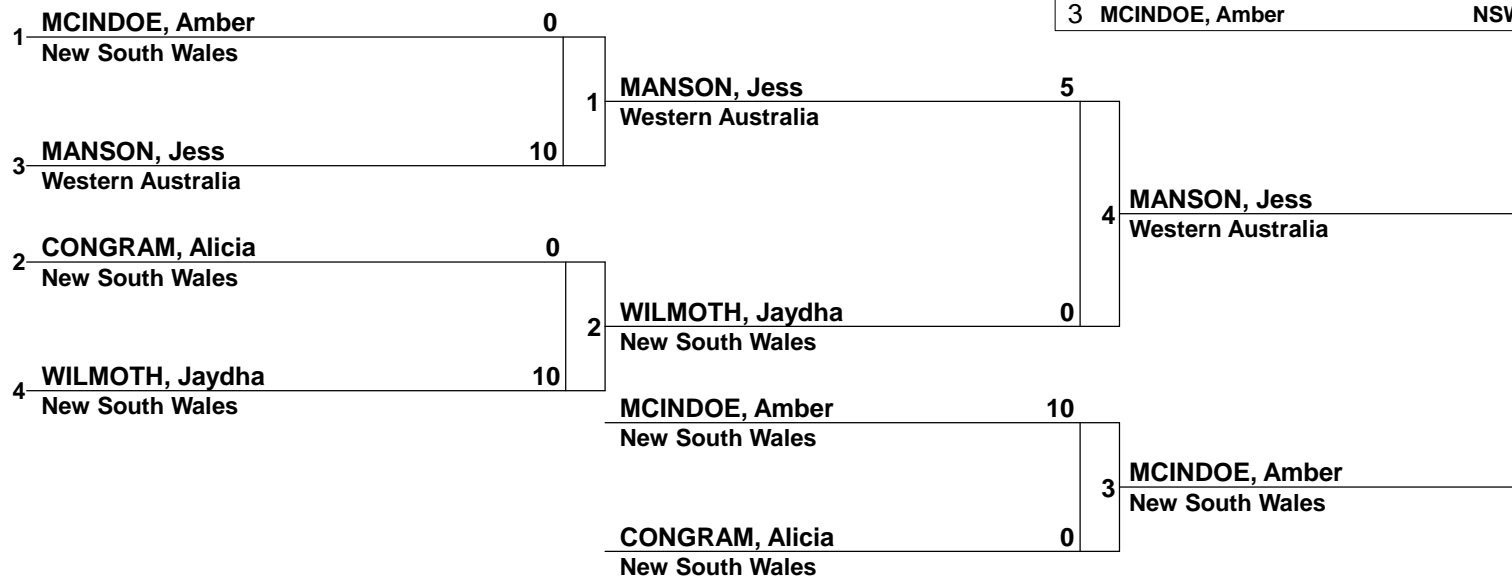 3 MCINDOE, Amber NSW
1 MCINDOE, Amber 0
New South Wales
1 MANSON, Jess 5
Western Australia
3 MANSON, Jess 10
Western Australia
4 MANSON, Jess
Western Australia
2 CONGRAM, Alicia 0
New South Wales
2 WILMOTH, Jaydha 0
New South Wales
4 WILMOTH, Jaydha 10
New South Wales
MCINDOE, Amber 10
New South Wales
3 MCINDOE, Amber
New South Wales
CONGRAM, Alicia 0
New South Wales